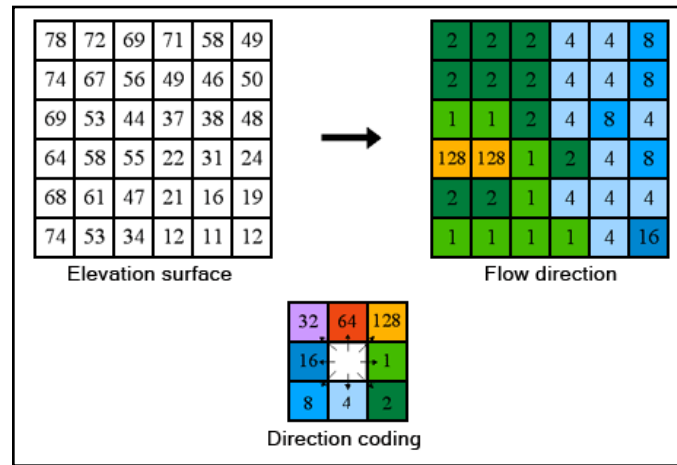 78 72 69 71 58 49 2 2 2 4 4 8
74 67 56 49 46 50 2 2 2 4 4 8
69 53 44 37 38 48 1 1 2 4 8 4
64 58 55 22 31 24 128 128 1 2 4 8
68 61 47 21 16 19 2 2 1 4 4 4
74 53 34 12 11 12 1 1 1 1 4 16
Elevation surface Flow direction
32 64 128
16 1
8 4 2
Direction coding